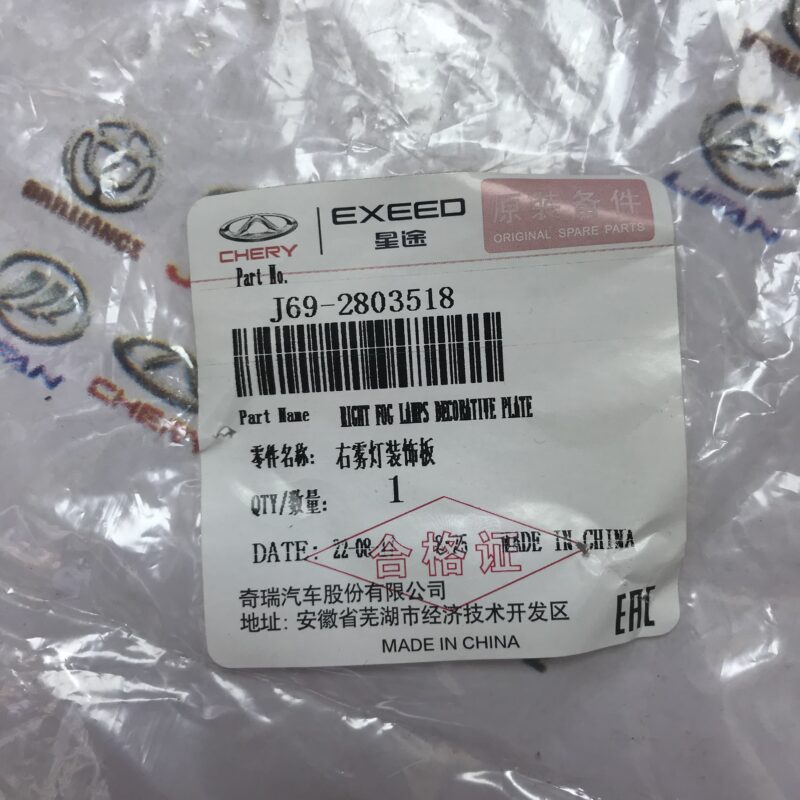 BRILLIANCE
LIFAN
LIFAN
CHERY
CHERY
EXEED
星途
原装备件
ORIGINAL SPARE PARTS
Part No.
J69-2803518
Part Name RIGHT FOG LAMPS DECORATIVE PLATE
零件名称: 右雾灯装饰板
QTY/数量: 1
DATE: 22-08 MADE IN CHINA
合格证
奇瑞汽车股份有限公司
地址: 安徽省芜湖市经济技术开发区
MADE IN CHINA
EAC